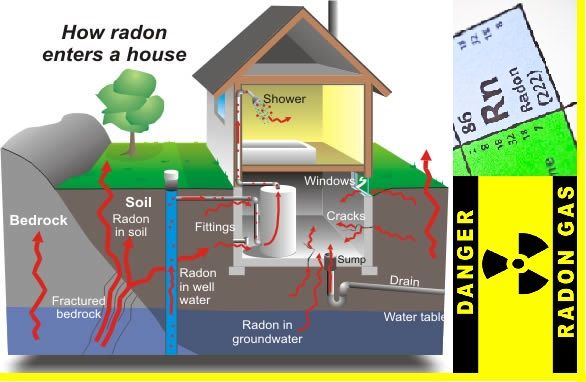 How radon
enters a house
Shower
Windows
Soil
Bedrock
Radon
in soil
Fittings
Cracks
Sump
Radon
in well
water
Fractured
bedrock
Drain
Radon in
groundwater
Water table
86
Rn
Radon
(222)
DANGER
RADON GAS